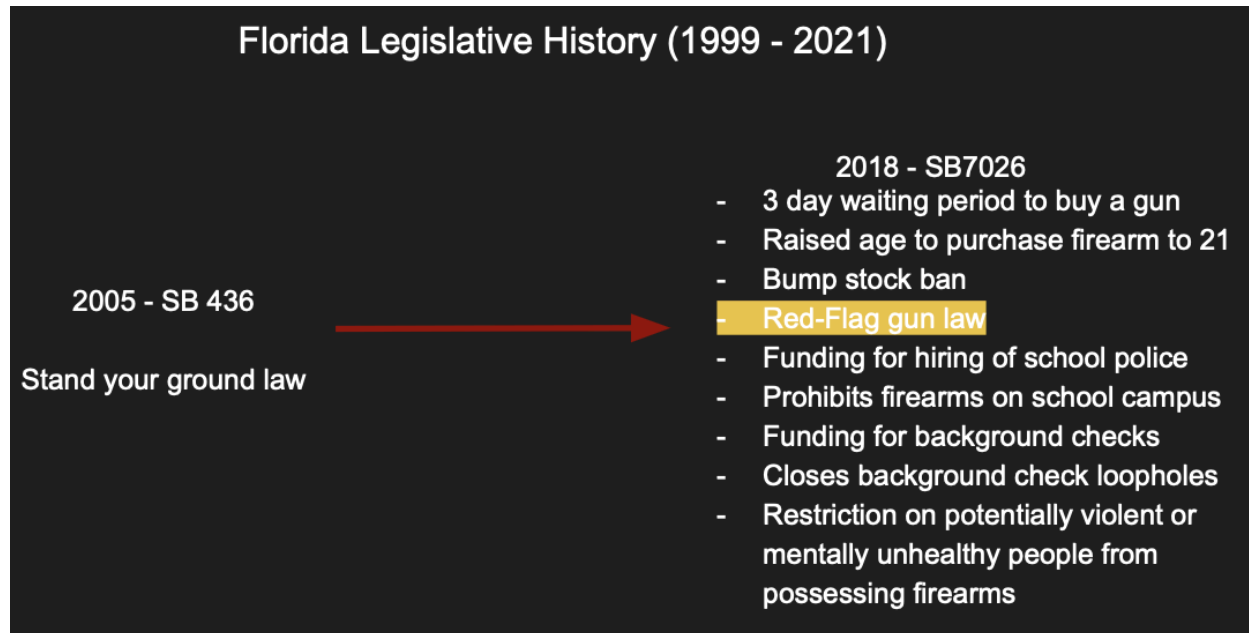 Florida Legislative History (1999 - 2021)
2005 - SB 436
Stand your ground law
2018 - SB7026
- 3 day waiting period to buy a gun
- Raised age to purchase firearm to 21
- Bump stock ban
- Red-Flag gun law
- Funding for hiring of school police
- Prohibits firearms on school campus
- Funding for background checks
- Closes background check loopholes
- Restriction on potentially violent or
mentally unhealthy people from
possessing firearms